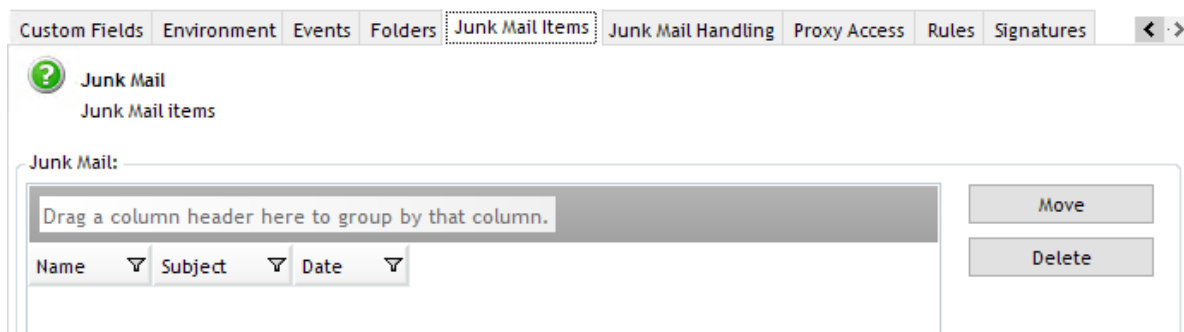 Custom Fields Environment Events Folders Junk Mail Items Junk Mail Handling Proxy Access Rules Signatures
Junk Mail
Junk Mail items
Junk Mail:
Drag a column header here to group by that column.
Move
Name Subject Date
Delete